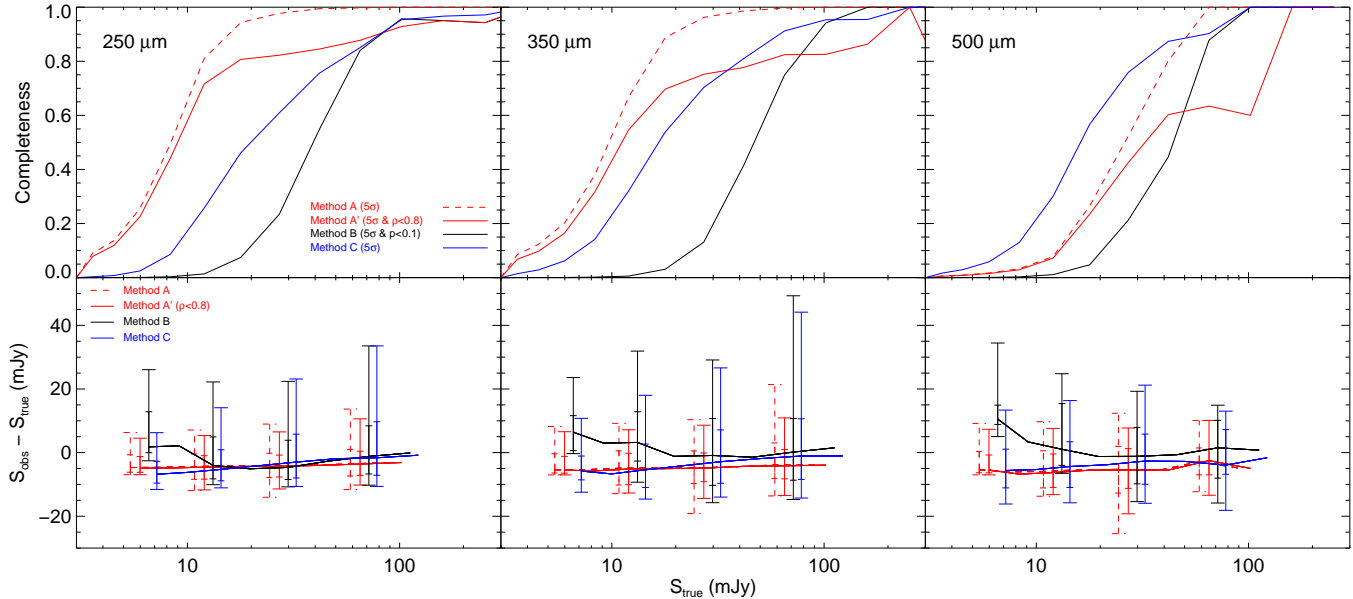 250 μm
350 μm
500 μm
Completeness
1.0
0.8
0.6
0.4
0.2
0.0
Method A (5σ)
Method A' (5σ & ρ<0.8)
Method B (5σ & ρ<0.1)
Method C (5σ)
Method A
Method A' (ρ<0.8)
Method B
Method C
S_obs − S_true (mJy)
40
20
0
−20
10 100
10 100
10 100
S_true (mJy)